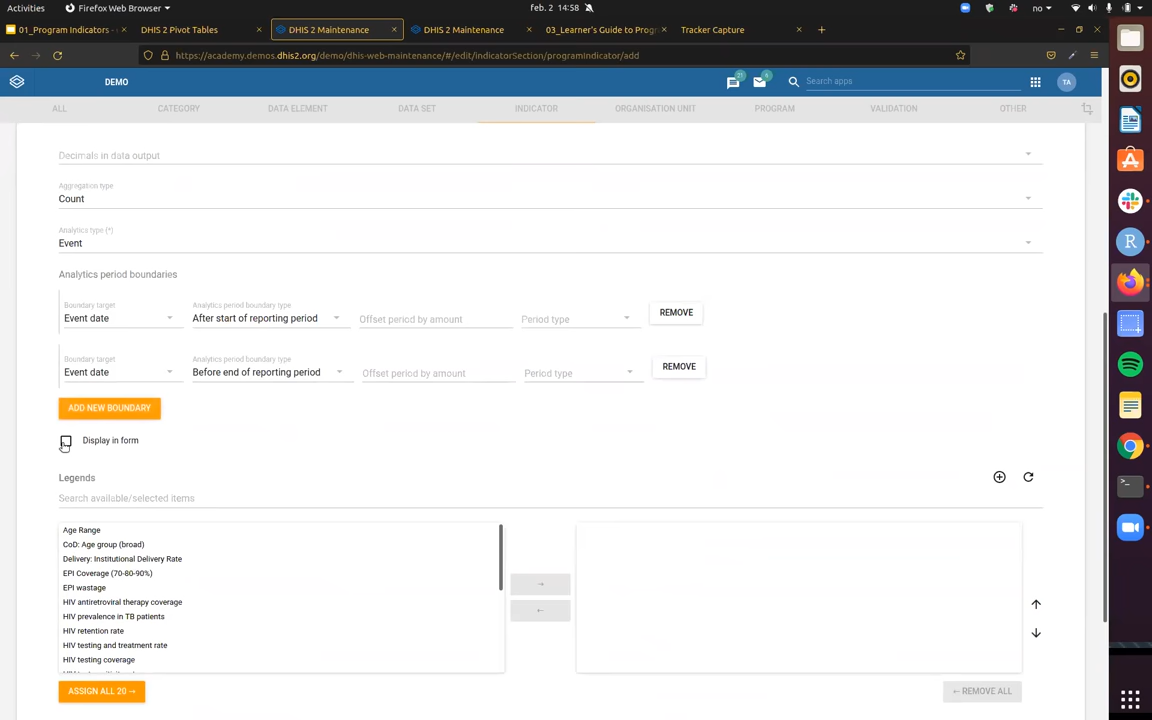 Activities
Firefox Web Browser
feb. 2 14:58
no
01_Program Indicators -
DHIS 2 Pivot Tables
DHIS 2 Maintenance
DHIS 2 Maintenance
03_Learner's Guide to Prog
Tracker Capture
https://academy.demos.dhis2.org/demo/dhis-web-maintenance/#/edit/indicatorSection/programIndicator/add
DEMO
21
6
Search apps
TA
ALL
CATEGORY
DATA ELEMENT
DATA SET
INDICATOR
ORGANISATION UNIT
PROGRAM
VALIDATION
OTHER
Decimals in data output
Aggregation type
Count
Analytics type (*)
Event
Analytics period boundaries
Boundary target
Analytics period boundary type
Event date
After start of reporting period
Offset period by amount
Period type
REMOVE
Boundary target
Analytics period boundary type
Event date
Before end of reporting period
Offset period by amount
Period type
REMOVE
ADD NEW BOUNDARY
Display in form
Legends
Search available/selected items
Age Range
CoD: Age group (broad)
Delivery: Institutional Delivery Rate
EPI Coverage (70-80-90%)
EPI wastage
HIV antiretroviral therapy coverage
HIV prevalence in TB patients
HIV retention rate
HIV testing and treatment rate
HIV testing coverage
→
←
ASSIGN ALL 20 →
← REMOVE ALL